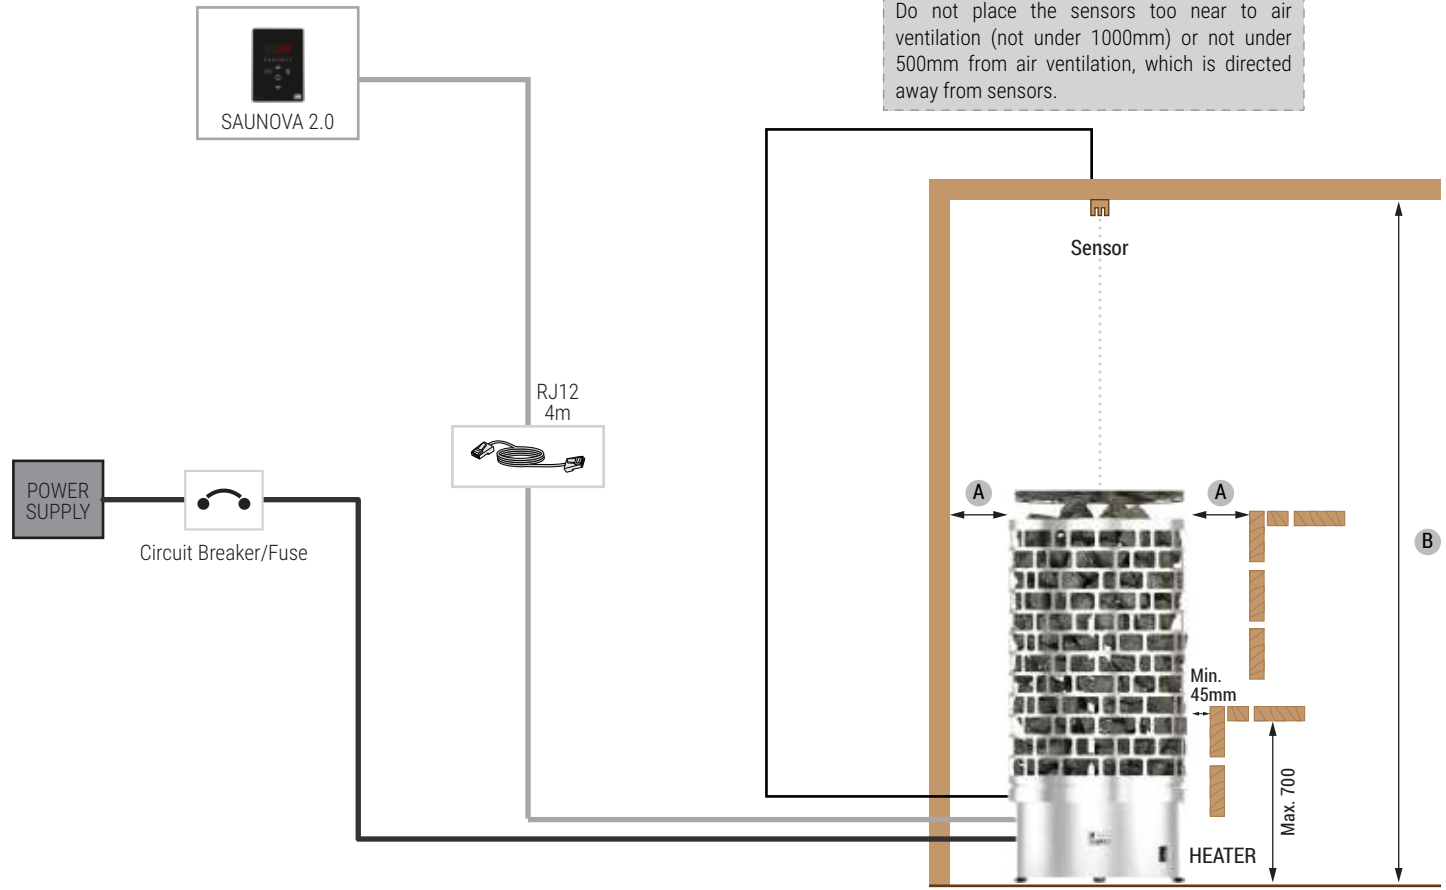 Do not place the sensors too near to air
ventilation (not under 1000mm) or not under
500mm from air ventilation, which is directed
away from sensors.
SAUNOVA 2.0
Sensor
RJ12
4m
POWER
SUPPLY
Circuit Breaker/Fuse
A
A
B
Min.
45mm
Max. 700
HEATER